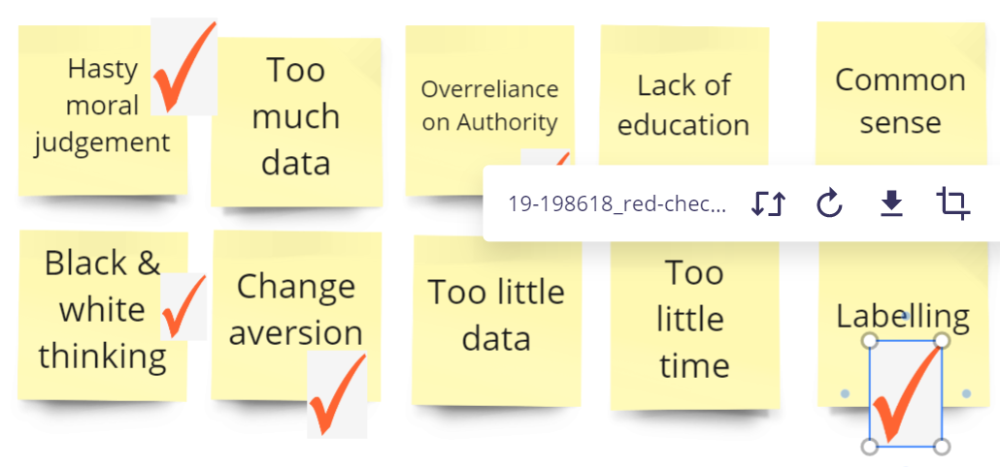 Hasty
moral
judgement
Too
much
data
Overreliance
on Authority
Lack of
education
Common
sense
19-198618_red-chec...
Black &
white
thinking
Change
aversion
Too little
data
Too
little
time
Labelling